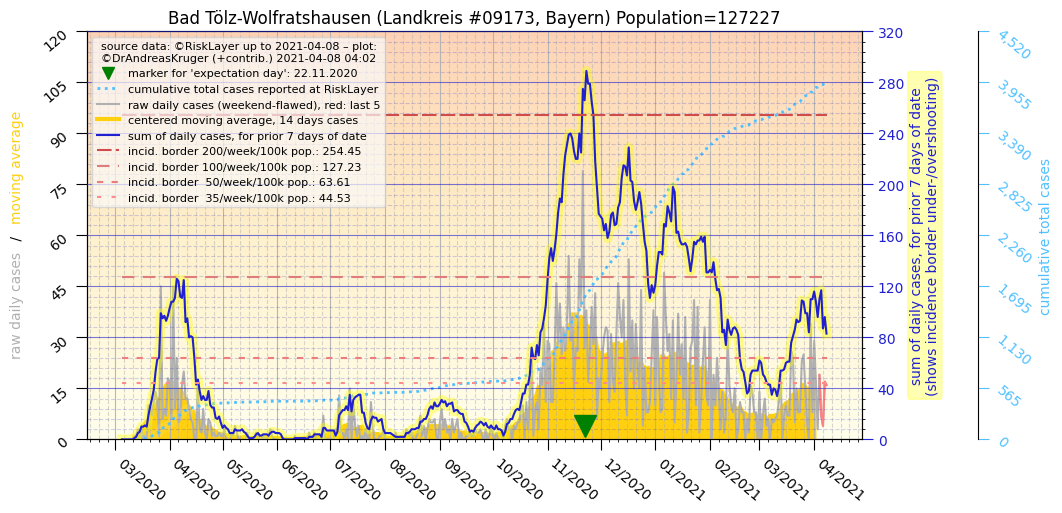 Bad Tölz-Wolfratshausen (Landkreis #09173, Bayern) Population=127227
source data: ©RiskLayer up to 2021-04-08 – plot:
©DrAndreasKruger (+contrib.) 2021-04-08 04:02
marker for 'expectation day': 22.11.2020
cumulative total cases reported at RiskLayer
raw daily cases (weekend-flawed), red: last 5
centered moving average, 14 days cases
sum of daily cases, for prior 7 days of date
incid. border 200/week/100k pop.: 254.45
incid. border 100/week/100k pop.: 127.23
incid. border  50/week/100k pop.: 63.61
incid. border  35/week/100k pop.: 44.53
raw daily cases / moving average
120
105
90
75
60
45
30
15
0
03/2020
04/2020
05/2020
06/2020
07/2020
08/2020
09/2020
10/2020
11/2020
12/2020
01/2021
02/2021
03/2021
04/2021
320
280
240
200
160
120
80
40
0
sum of daily cases, for prior 7 days of date
(shows incidence border under-/overshooting)
4,520
3,955
3,390
2,825
2,260
1,695
1,130
565
0
cumulative total cases